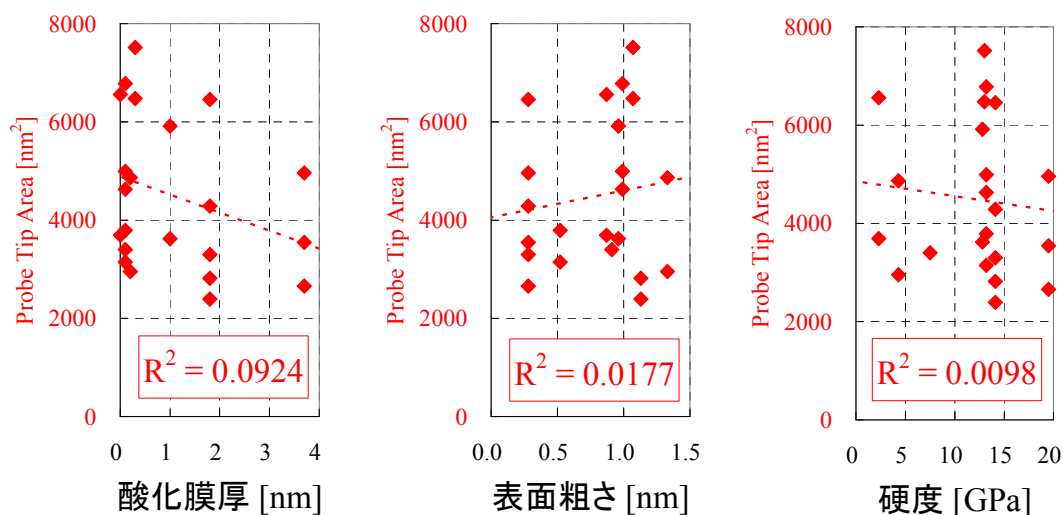 8000
6000
4000
2000
0
Probe Tip Area [nm²]
R² = 0.0924
0 1 2 3 4
酸化膜厚 [nm]
8000
6000
4000
2000
0
Probe Tip Area [nm²]
R² = 0.0177
0.0 0.5 1.0 1.5
表面粗さ [nm]
8000
6000
4000
2000
0
Probe Tip Area [nm²]
R² = 0.0098
0 5 10 15 20
硬度 [GPa]